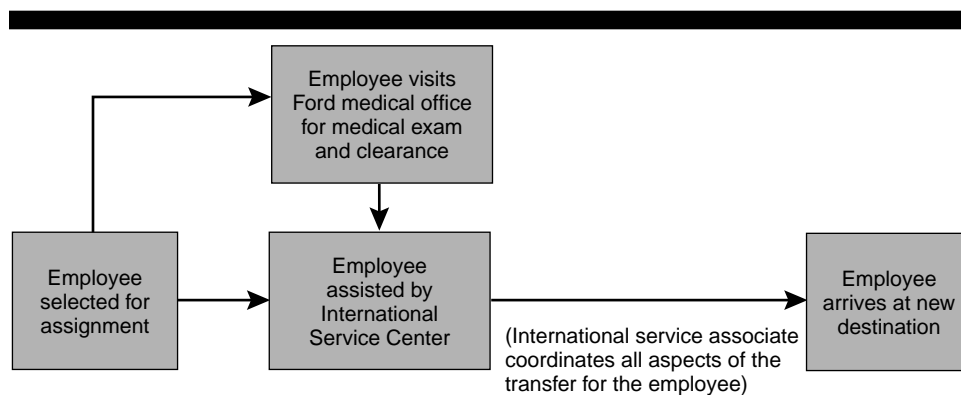 Employee visits
Ford medical office
for medical exam
and clearance
Employee
selected for
assignment
Employee
assisted by
International
Service Center
(International service associate
coordinates all aspects of the
transfer for the employee)
Employee
arrives at new
destination